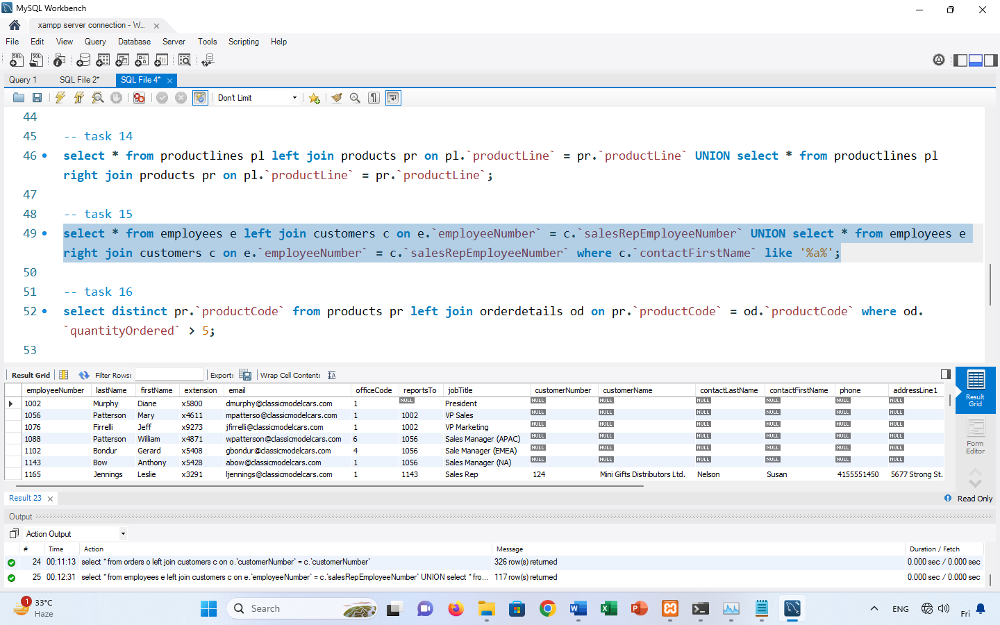 MySQL Workbench
xampp server connection - W...
File Edit View Query Database Server Tools Scripting Help
Query 1 SQL File 2* SQL File 4*
Don't Limit
44
45 -- task 14
46 select * from productlines pl left join products pr on pl.`productLine` = pr.`productLine` UNION select * from productlines pl
right join products pr on pl.`productLine` = pr.`productLine`;
47
48 -- task 15
49 select * from employees e left join customers c on e.`employeeNumber` = c.`salesRepEmployeeNumber` UNION select * from employees e
right join customers c on e.`employeeNumber` = c.`salesRepEmployeeNumber` where c.`contactFirstName` like '%a%';
50
51 -- task 16
52 select distinct pr.`productCode` from products pr left join orderdetails od on pr.`productCode` = od.`productCode` where od.
`quantityOrdered` > 5;
53
Result Grid Filter Rows: Export: Wrap Cell Content:
employeeNumber lastName firstName extension email officeCode reportsTo jobTitle customerNumber customerName contactLastName contactFirstName phone addressLine1
1002 Murphy Diane x5800 dmurphy@classicmodelcars.com 1 NULL President NULL NULL NULL NULL NULL NULL
1056 Patterson Mary x4611 mpatterso@classicmodelcars.com 1 1002 VP Sales NULL NULL NULL NULL NULL NULL
1076 Firrelli Jeff x9273 jfirrelli@classicmodelcars.com 1 1002 VP Marketing NULL NULL NULL NULL NULL NULL
1088 Patterson William x4871 wpatterson@classicmodelcars.com 6 1056 Sales Manager (APAC) NULL NULL NULL NULL NULL NULL
1102 Bondur Gerard x5408 gbondur@classicmodelcars.com 4 1056 Sale Manager (EMEA) NULL NULL NULL NULL NULL NULL
1143 Bow Anthony x5428 abow@classicmodelcars.com 1 1056 Sales Manager (NA) NULL NULL NULL NULL NULL NULL
1165 Jennings Leslie x3291 ljennings@classicmodelcars.com 1 1143 Sales Rep 124 Mini Gifts Distributors Ltd. Nelson Susan 4155551450 5677 Strong St.
Result Grid
Form Editor
Result 23 Read Only
Output
Action Output
# Time Action Message Duration / Fetch
24 00:11:13 select * from orders o left join customers c on o.`customerNumber` = c.`customerNumber` 326 row(s) returned 0.000 sec / 0.000 sec
25 00:12:31 select * from employees e left join customers c on e.`employeeNumber` = c.`salesRepEmployeeNumber` UNION select * fro... 117 row(s) returned 0.000 sec / 0.000 sec
1 33°C
Haze
Search
ENG
Fri